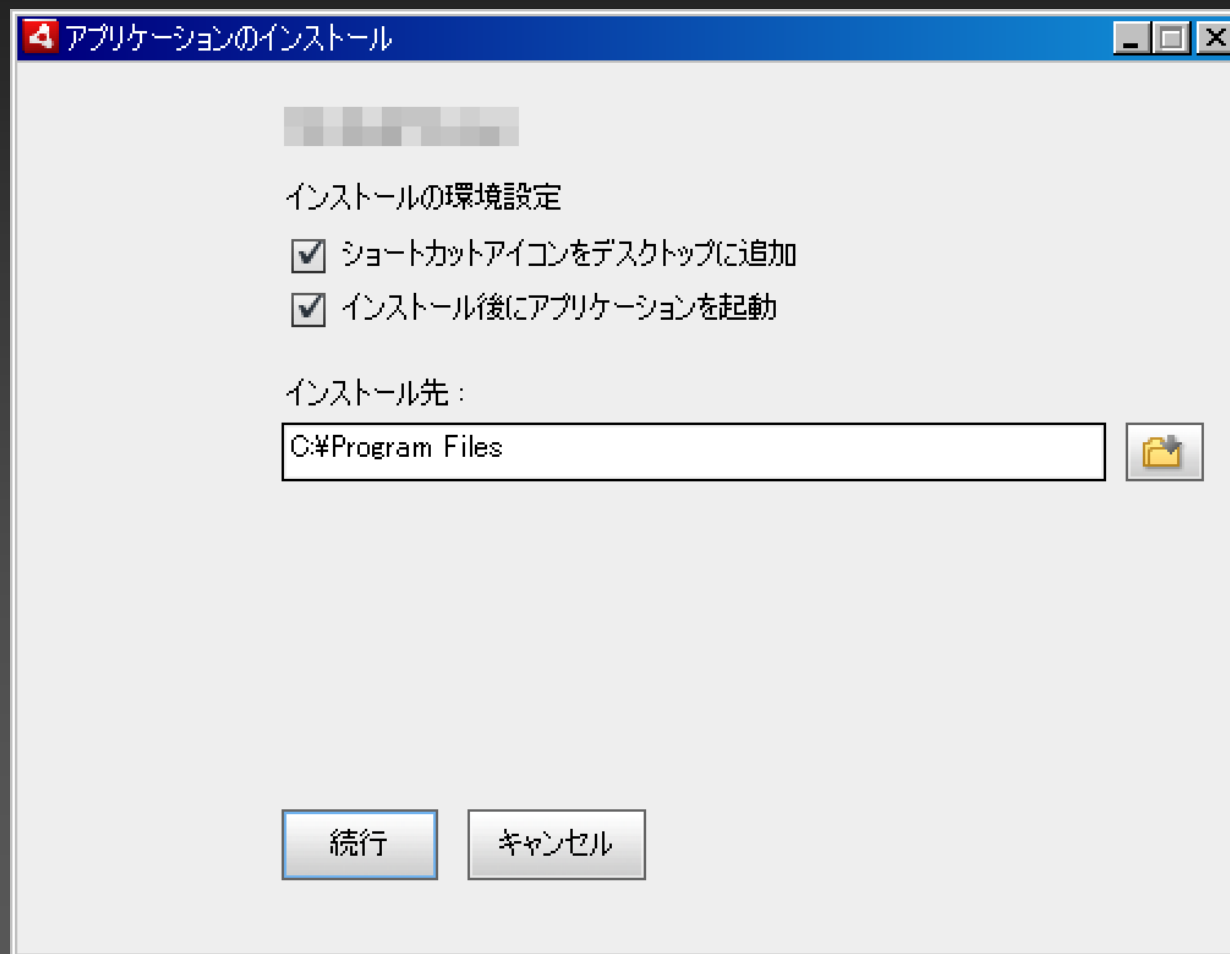 アプリケーションのインストール
インストールの環境設定
ショートカットアイコンをデスクトップに追加
インストール後にアプリケーションを起動
インストール先 :
C:¥Program Files
続行
キャンセル